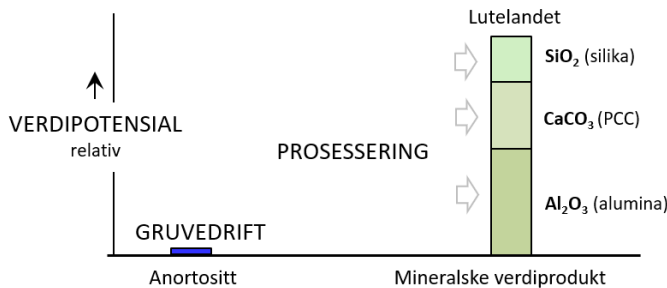 Lutelandet
SiO₂ (silika)
CaCO₃ (PCC)
VERDIPOTENSIAL
relativ
PROSESSERING
Al₂O₃ (alumina)
GRUVEDRIFT
Anortositt
Mineralske verdiprodukt